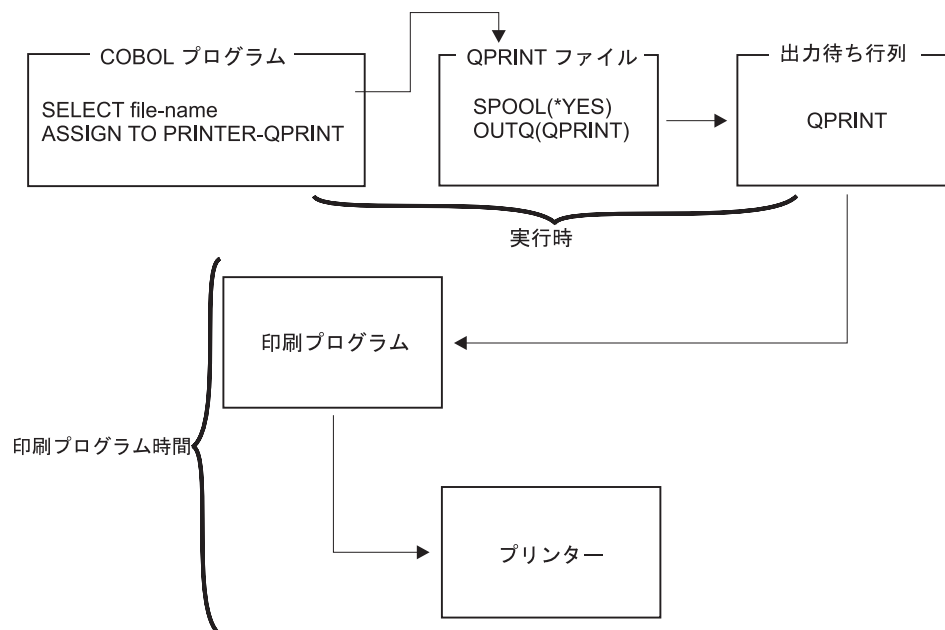 COBOL プログラム
SELECT file-name
ASSIGN TO PRINTER-QPRINT
QPRINT ファイル
SPOOL(*YES)
OUTQ(QPRINT)
出力待ち行列
QPRINT
実行時
印刷プログラム
印刷プログラム時間
プリンター